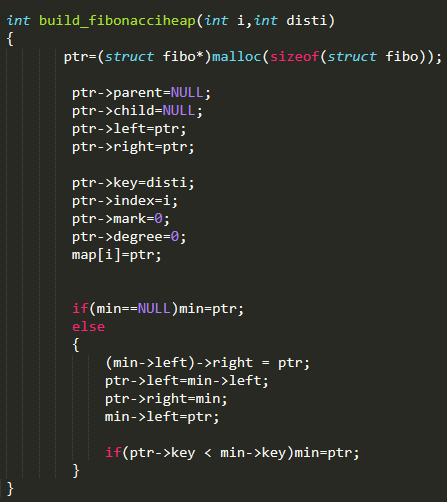 int build_fibonacciheap(int i,int disti)
{
ptr=(struct fibo*)malloc(sizeof(struct fibo));
ptr->parent=NULL;
ptr->child=NULL;
ptr->left=ptr;
ptr->right=ptr;
ptr->key=disti;
ptr->index=i;
ptr->mark=0;
ptr->degree=0;
map[i]=ptr;
if(min==NULL)min=ptr;
else
{
(min->left)->right = ptr;
ptr->left=min->left;
ptr->right=min;
min->left=ptr;
if(ptr->key < min->key)min=ptr;
}
}